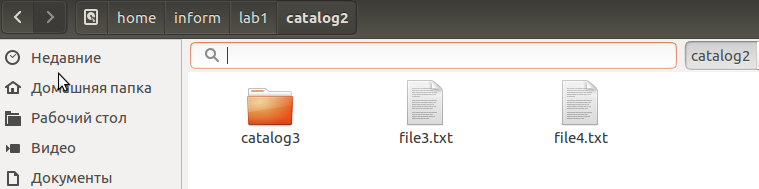 home inform lab1 catalog2
Недавние
catalog2
Домашняя папка
Рабочий стол
Видео
Документы
catalog3 file3.txt file4.txt